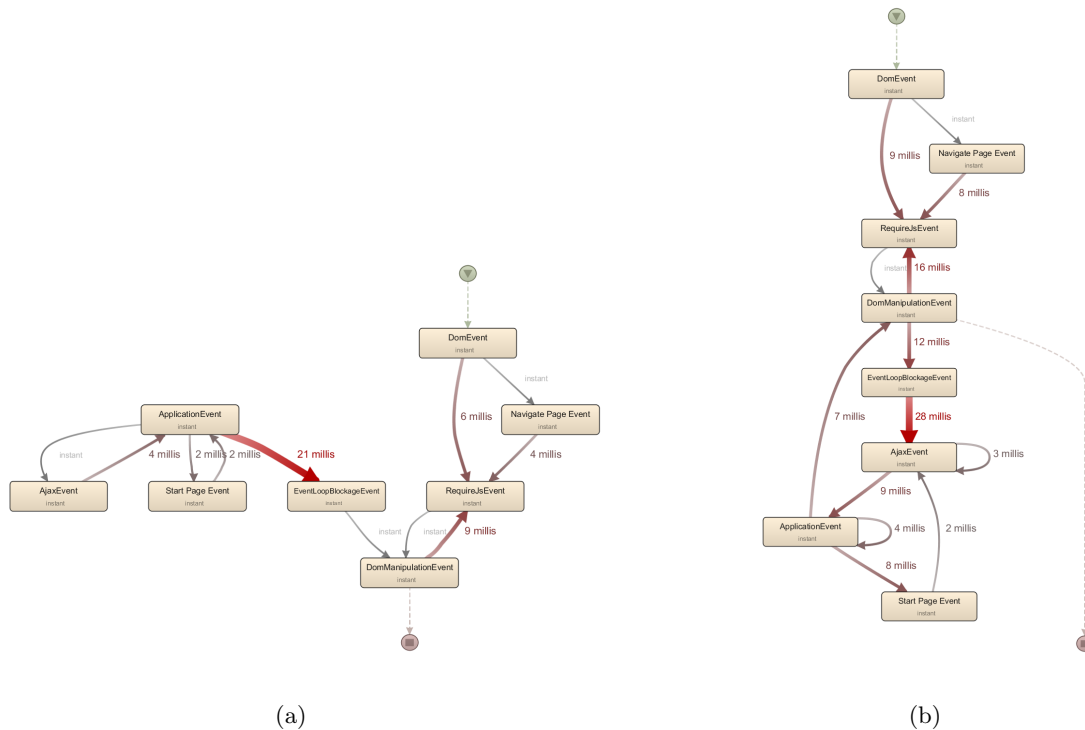 DomEvent
instant
instant
6 millis
Navigate Page Event
instant
4 millis
ApplicationEvent
instant
instant
4 millis
2 millis
2 millis
21 millis
AjaxEvent
instant
Start Page Event
instant
EventLoopBlockageEvent
instant
RequireJsEvent
instant
instant
instant
9 millis
DomManipulationEvent
instant
(a)
DomEvent
instant
instant
9 millis
Navigate Page Event
instant
8 millis
RequireJsEvent
instant
instant
16 millis
DomManipulationEvent
instant
12 millis
EventLoopBlockageEvent
instant
7 millis
28 millis
AjaxEvent
instant
3 millis
9 millis
ApplicationEvent
instant
4 millis
2 millis
8 millis
Start Page Event
instant
(b)